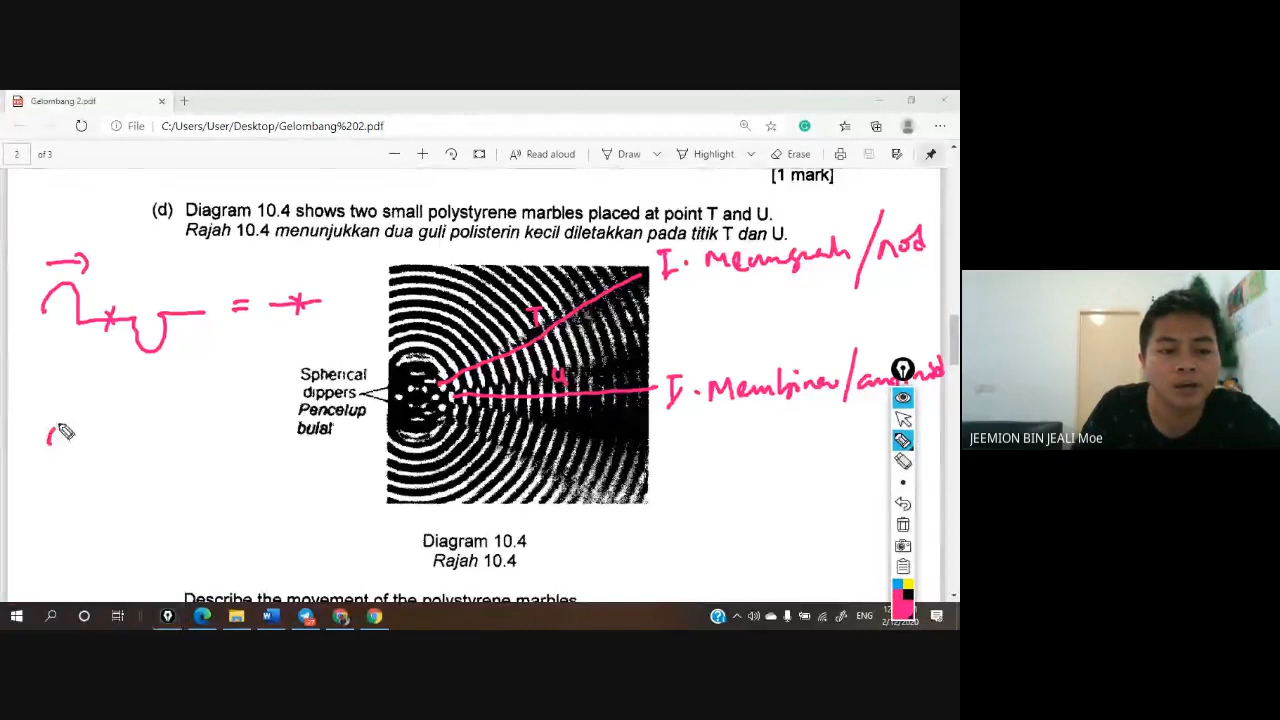 Gelombang 2.pdf
File
C:/Users/User/Desktop/Gelombang%202.pdf
2 of 3
Read aloud
Draw
Highlight
Erase
[1 mark]
(d) Diagram 10.4 shows two small polystyrene marbles placed at point T and U.
Rajah 10.4 menunjukkan dua guli polisterin kecil diletakkan pada titik T dan U.
I. /nod
=
T
u
I. Membina/
Spherical
dippers
Pencelup
bulat
JEEMION BIN JEALI Moe
Diagram 10.4
Rajah 10.4
Describe the movement of the polystyrene marbles
ENG
2/12/2020